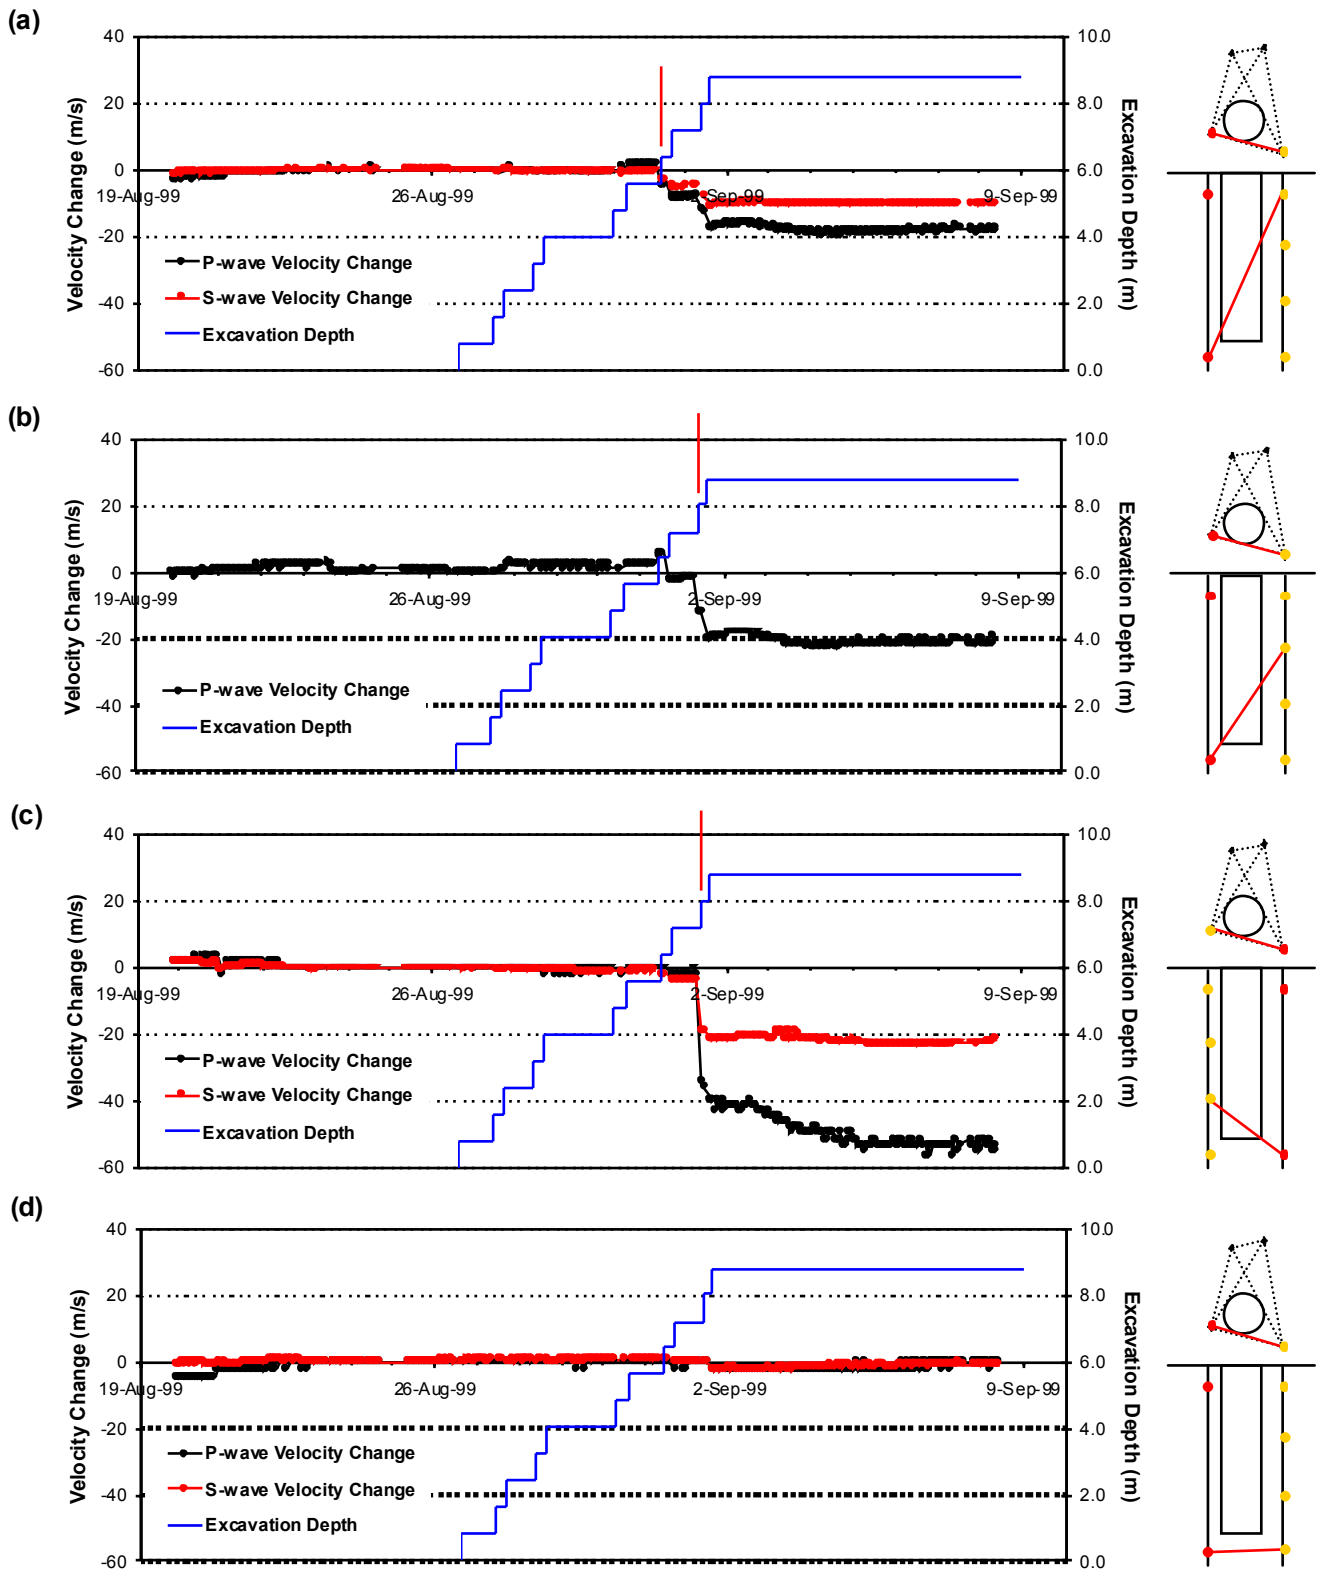 (a)
40
20
0
-20
-40
-60
Velocity Change (m/s)
19-Aug-99
26-Aug-99
2-Sep-99
9-Sep-99
P-wave Velocity Change
S-wave Velocity Change
Excavation Depth
10.0
8.0
6.0
4.0
2.0
0.0
Excavation Depth (m)
(b)
40
20
0
-20
-40
-60
Velocity Change (m/s)
19-Aug-99
26-Aug-99
2-Sep-99
9-Sep-99
P-wave Velocity Change
Excavation Depth
10.0
8.0
6.0
4.0
2.0
0.0
Excavation Depth (m)
(c)
40
20
0
-20
-40
-60
Velocity Change (m/s)
19-Aug-99
26-Aug-99
2-Sep-99
9-Sep-99
P-wave Velocity Change
S-wave Velocity Change
Excavation Depth
10.0
8.0
6.0
4.0
2.0
0.0
Excavation Depth (m)
(d)
40
20
0
-20
-40
-60
Velocity Change (m/s)
19-Aug-99
26-Aug-99
2-Sep-99
9-Sep-99
P-wave Velocity Change
S-wave Velocity Change
Excavation Depth
10.0
8.0
6.0
4.0
2.0
0.0
Excavation Depth (m)